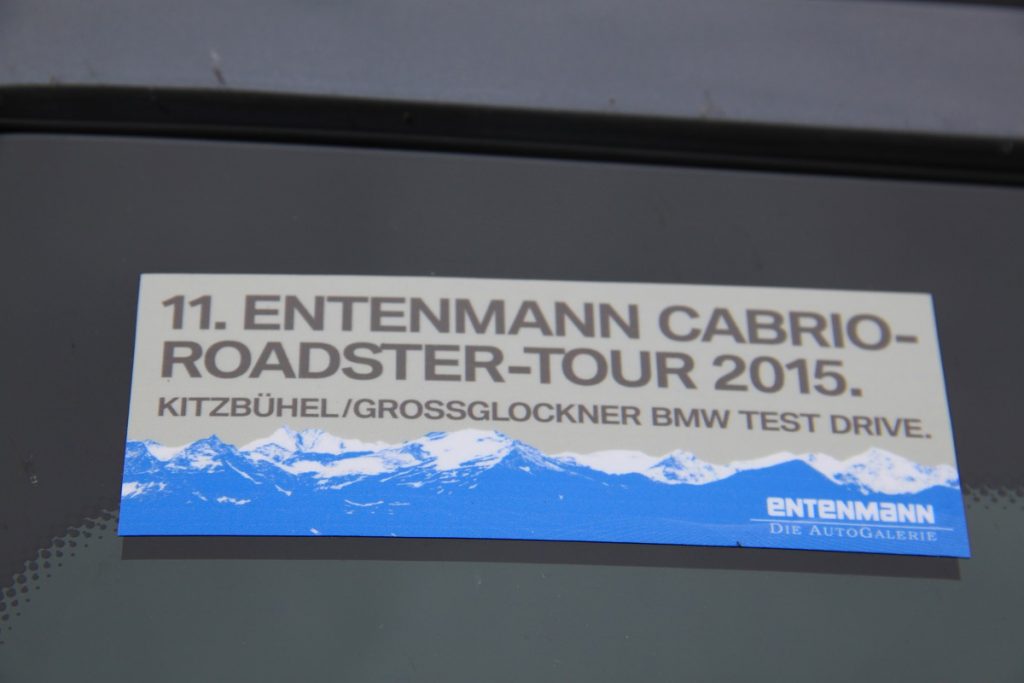 11. ENTENMANN CABRIO-
ROADSTER-TOUR 2015.
KITZBÜHEL/GROSSGLOCKNER BMW TEST DRIVE.
ENTENMANN
DIE AUTOGALERIE